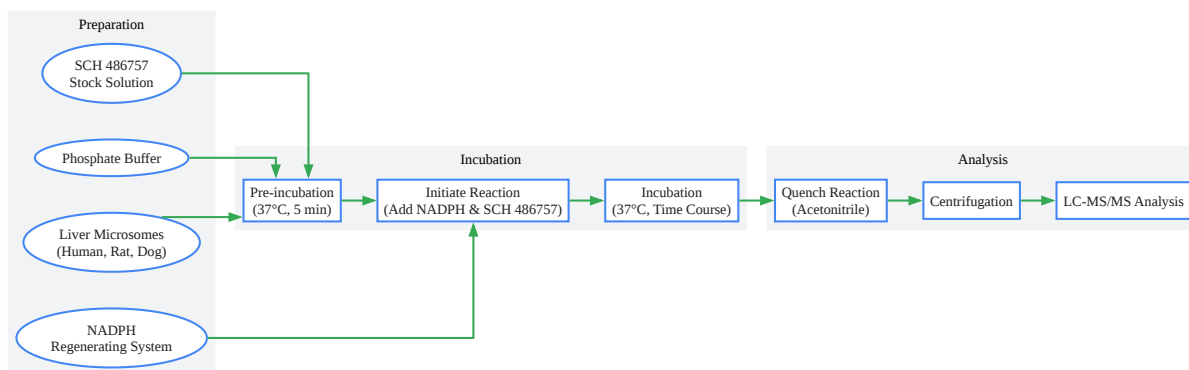 Preparation
SCH 486757
Stock Solution
Phosphate Buffer
Liver Microsomes
(Human, Rat, Dog)
NADPH
Regenerating System
Incubation
Pre-incubation
(37°C, 5 min)
Initiate Reaction
(Add NADPH & SCH 486757)
Incubation
(37°C, Time Course)
Analysis
Quench Reaction
(Acetonitrile)
Centrifugation
LC-MS/MS Analysis